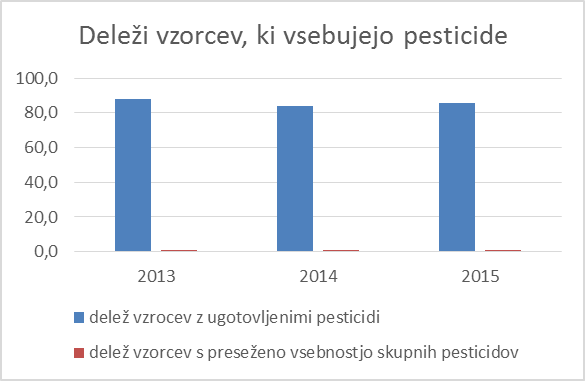 Deleži vzorcev, ki vsebujejo pesticide
100,0
80,0
60,0
40,0
20,0
0,0
2013 2014 2015
delež vzrocev z ugotovljenimi pesticidi
delež vzorcev s preseženo vsebnostjo skupnih pesticidov